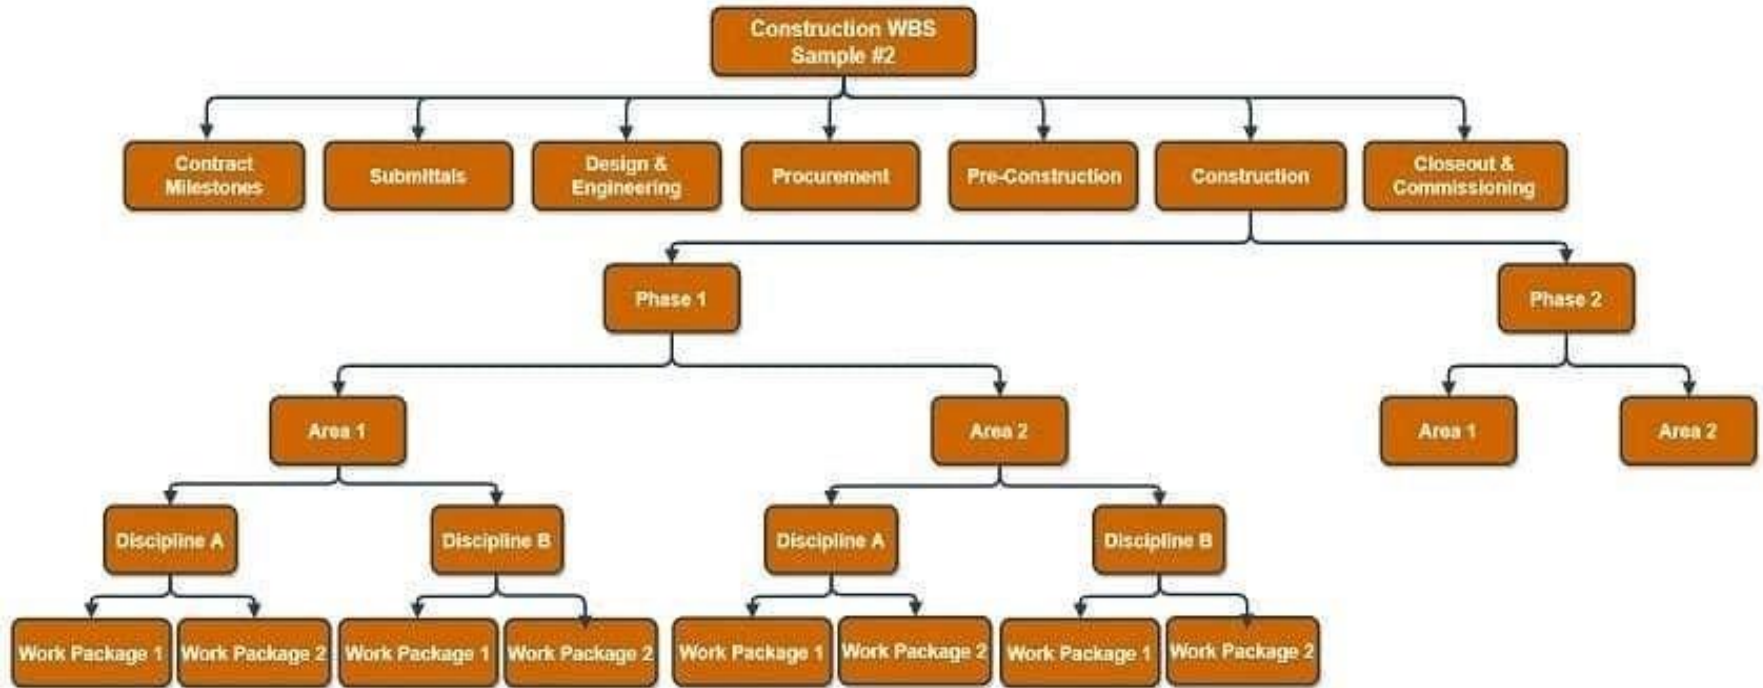 Construction WBS
Sample #2
Contract
Milestones
Submittals
Design &
Engineering
Procurement
Pre-Construction
Construction
Closeout &
Commissioning
Phase 1
Phase 2
Area 1
Area 2
Area 1
Area 2
Discipline A
Discipline B
Discipline A
Discipline B
Work Package 1
Work Package 2
Work Package 1
Work Package 2
Work Package 1
Work Package 2
Work Package 1
Work Package 2